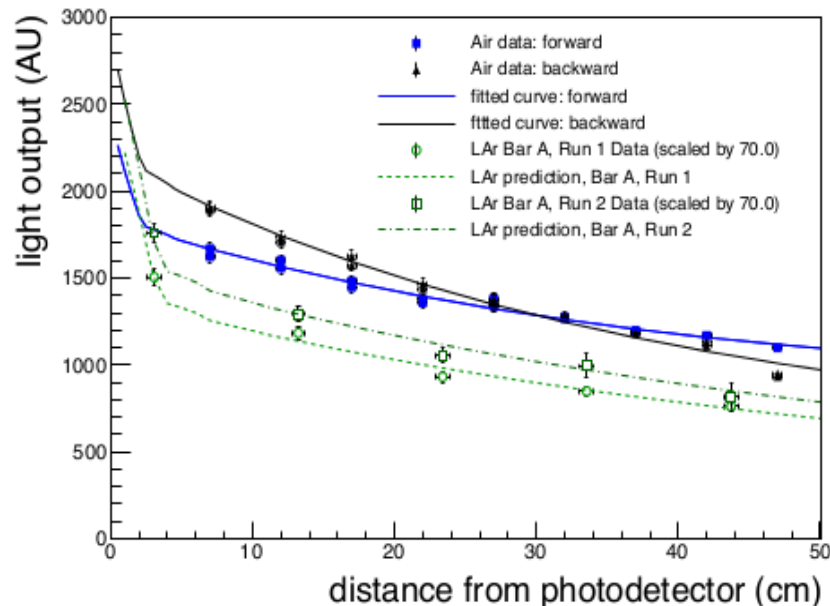 3000
2500
2000
1500
1000
500
0
light output (AU)
Air data: forward
Air data: backward
fitted curve: forward
fttted curve: backward
LAr Bar A, Run 1 Data (scaled by 70.0)
LAr prediction, Bar A, Run 1
LAr Bar A, Run 2 Data (scaled by 70.0)
LAr prediction, Bar A, Run 2
0 10 20 30 40 50
distance from photodetector (cm)